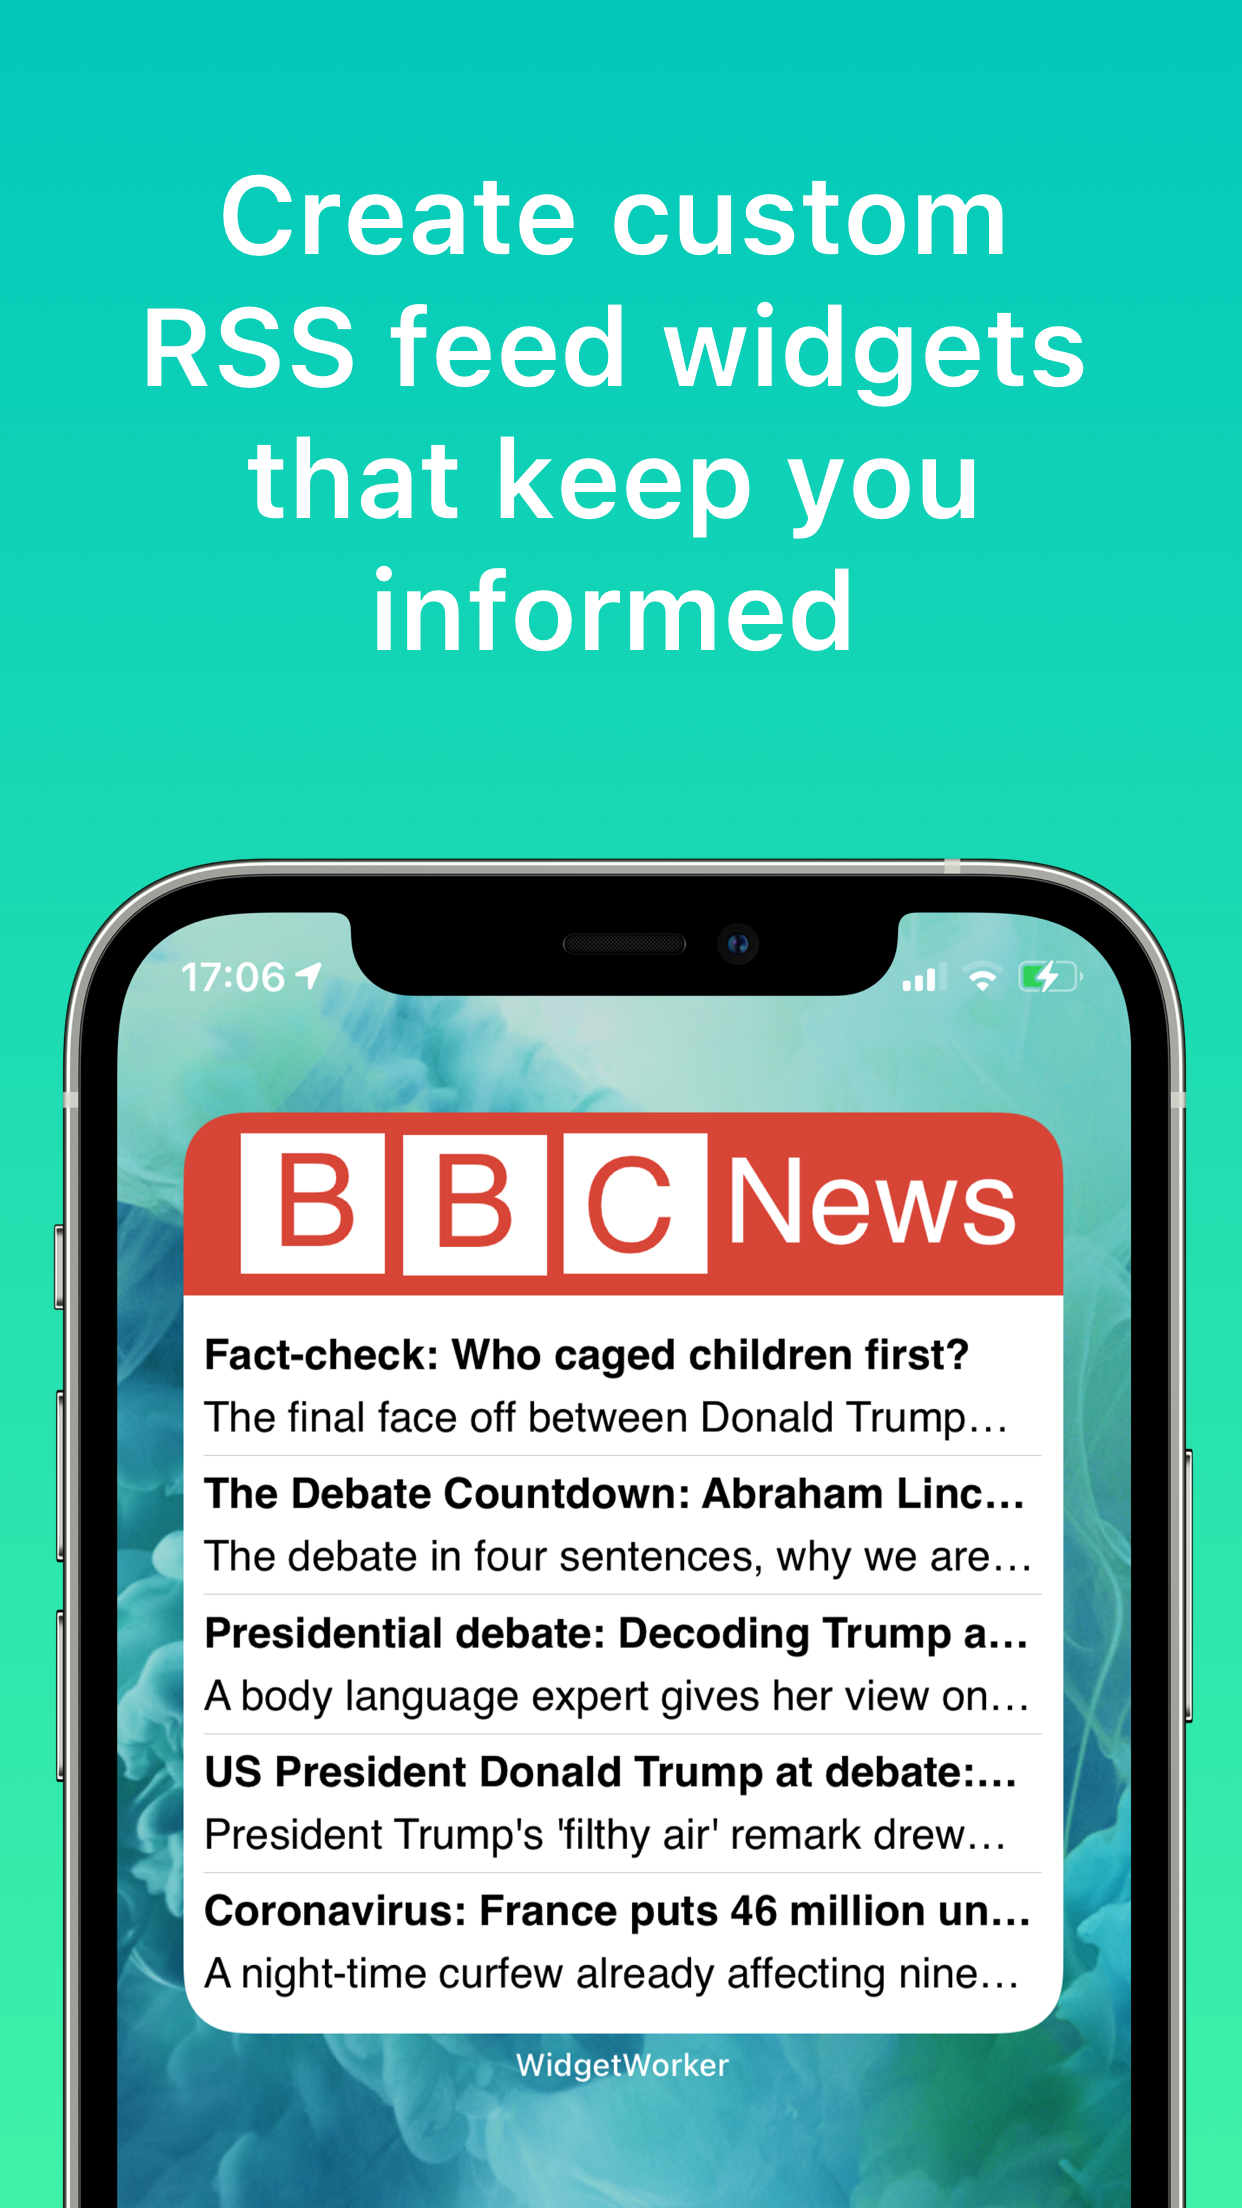 Create custom
RSS feed widgets
that keep you
informed
17:06
BBC News
Fact-check: Who caged children first?
The final face off between Donald Trump...
The Debate Countdown: Abraham Linc...
The debate in four sentences, why we are...
Presidential debate: Decoding Trump a...
A body language expert gives her view on...
US President Donald Trump at debate:...
President Trump's 'filthy air' remark drew...
Coronavirus: France puts 46 million un...
A night-time curfew already affecting nine...
WidgetWorker